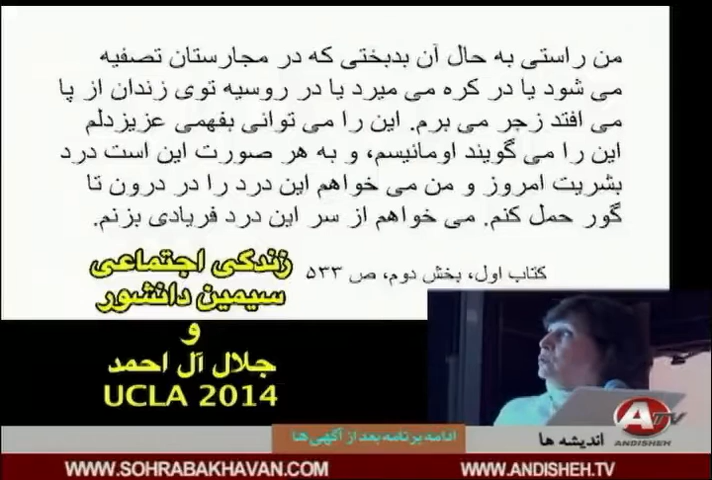 من راستی به حال آن بدبختی که در مجارستان تصفیه
می شود یا در کره می میرد یا در روسیه توی زندان از پا
می افتد زجر می برم. این را می توانی بفهمی عزیزدلم
این را می گویند اومانیسم، و به هر صورت این است درد
بشریت امروز و من می خواهم این درد را در درون تا
گور حمل کنم. می خواهم از سر این درد فریادی بزنم.
کتاب اول، بخش دوم، ص ۵۳۳
زندگی اجتماعی
سیمین دانشور
و
جلال آل احمد
UCLA 2014
A TV
ANDISHEH
اندیشه ها
ادامه برنامه بعد از آگهی ها
WWW.SOHRABAKHAVAN.COM
WWW.ANDISHEH.TV